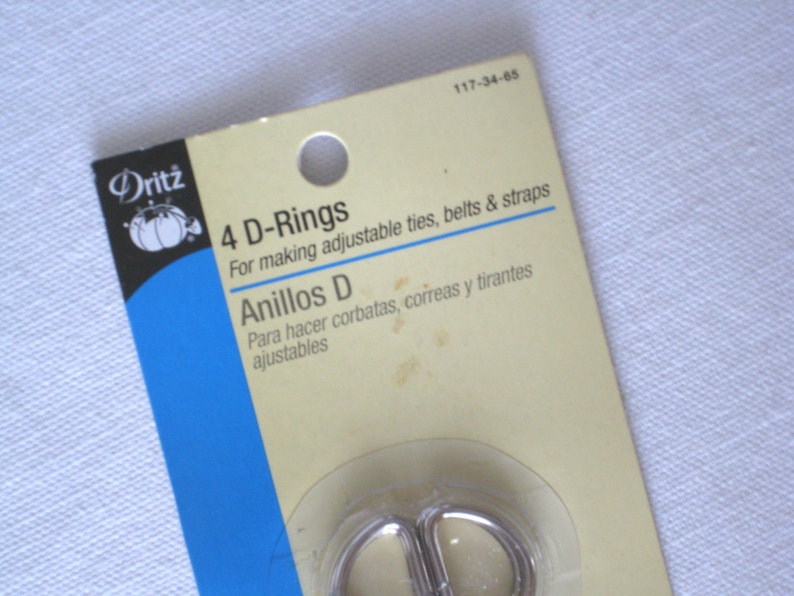 117-34-65
Dritz®
4 D-Rings
For making adjustable ties, belts & straps
Anillos D
Para hacer corbatas, correas y tirantes
ajustables